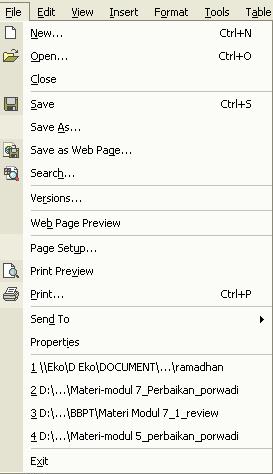 File Edit View Insert Format Tools Table
New... Ctrl+N
Open... Ctrl+O
Close
Save Ctrl+S
Save As...
Save as Web Page...
Search...
Versions...
Web Page Preview
Page Setup...
Print Preview
Print... Ctrl+P
Send To
Properties
1 \\Eko\D Eko\DOCUMENT\...\ramadhan
2 D:\...\Materi-modul 7_Perbaikan_porwadi
3 D:\...\BBPT\Materi Modul 7_1_review
4 D:\...\Materi-modul 5_perbaikan_porwadi
Exit